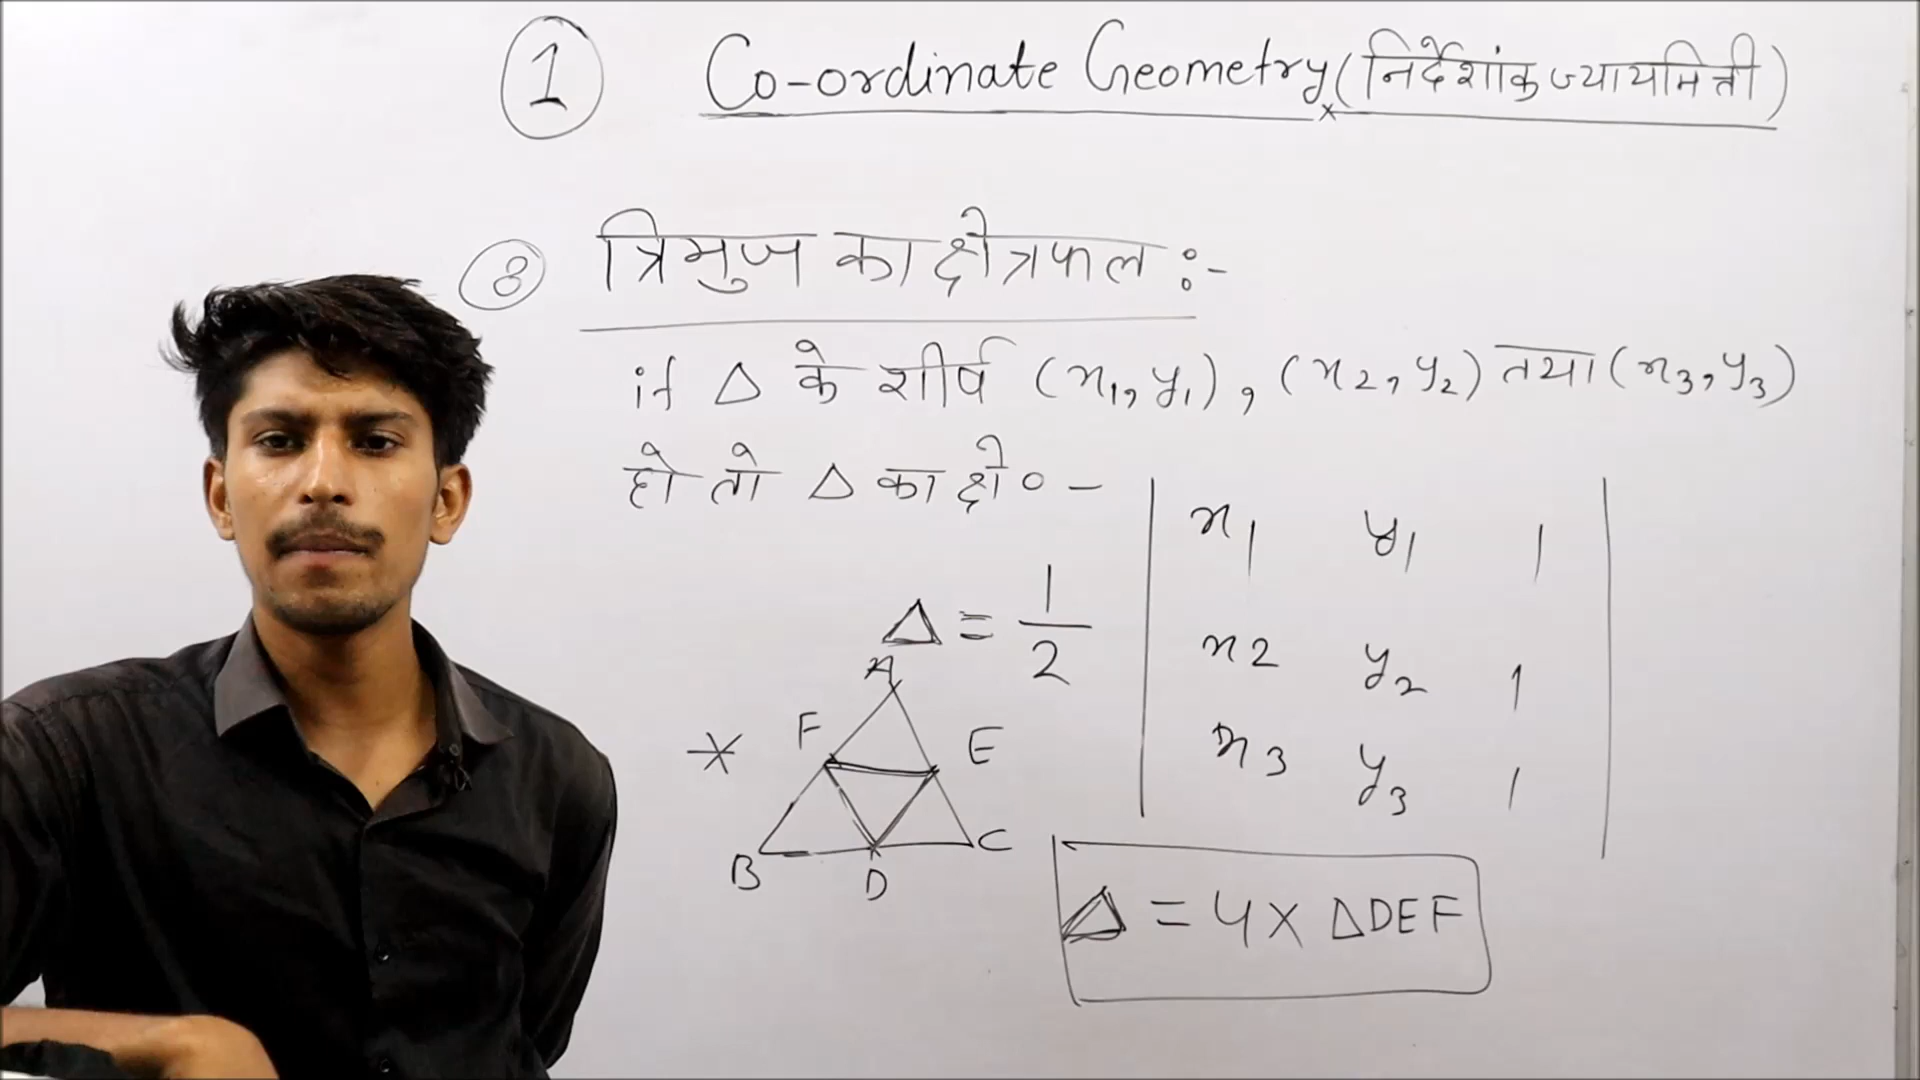 1 Co-ordinate Geometry (निर्देशांक ज्यायमिती)
8 त्रिभुज का क्षेत्रफल :-
if Δ के शीर्ष (x1, y1), (x2, y2) तथा (x3, y3)
हो तो Δ का क्षे० -
Δ = 1/2 | x1 y1 1 |
| x2 y2 1 |
| x3 y3 1 |
A
* F E
B D C
Δ = 4 X Δ DEF